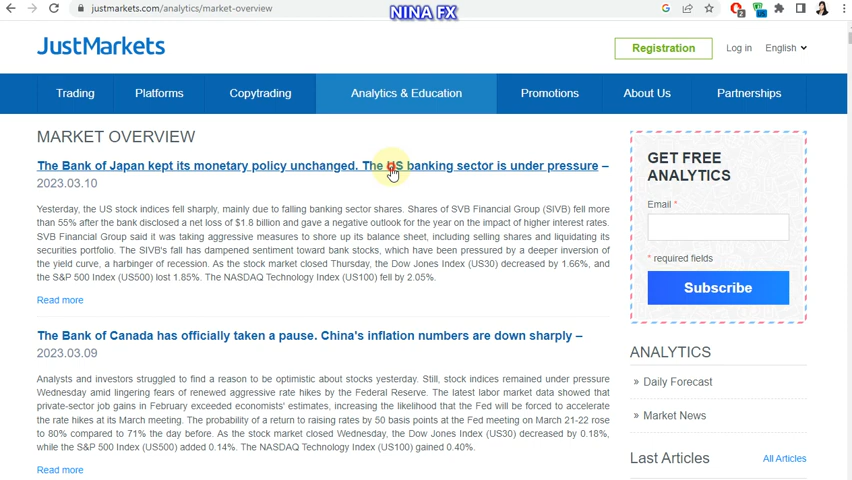 NINA FX
justmarkets.com/analytics/market-overview
2
JustMarkets
Registration
Log in
English
Trading
Platforms
Copytrading
Analytics & Education
Promotions
About Us
Partnerships
MARKET OVERVIEW
The Bank of Japan kept its monetary policy unchanged. The US banking sector is under pressure –
2023.03.10
Yesterday, the US stock indices fell sharply, mainly due to falling banking sector shares. Shares of SVB Financial Group (SIVB) fell more
than 55% after the bank disclosed a net loss of $1.8 billion and gave a negative outlook for the year on the impact of higher interest rates.
SVB Financial Group said it was taking aggressive measures to shore up its balance sheet, including selling shares and liquidating its
securities portfolio. The SIVB's fall has dampened sentiment toward bank stocks, which have been pressured by a deeper inversion of
the yield curve, a harbinger of recession. As the stock market closed Thursday, the Dow Jones Index (US30) decreased by 1.66%, and
the S&P 500 Index (US500) lost 1.85%. The NASDAQ Technology Index (US100) fell by 2.05%.
Read more
The Bank of Canada has officially taken a pause. China's inflation numbers are down sharply –
2023.03.09
Analysts and investors struggled to find a reason to be optimistic about stocks yesterday. Still, stock indices remained under pressure
Wednesday amid lingering fears of renewed aggressive rate hikes by the Federal Reserve. The latest labor market data showed that
private-sector job gains in February exceeded economists' estimates, increasing the likelihood that the Fed will be forced to accelerate
the rate hikes at its March meeting. The probability of a return to raising rates by 50 basis points at the Fed meeting on March 21-22 rose
to 80% compared to 71% the day before. As the stock market closed Wednesday, the Dow Jones Index (US30) decreased by 0.18%,
while the S&P 500 Index (US500) added 0.14%. The NASDAQ Technology Index (US100) gained 0.40%.
Read more
GET FREE
ANALYTICS
Email *
* required fields
Subscribe
ANALYTICS
» Daily Forecast
» Market News
Last Articles
All Articles